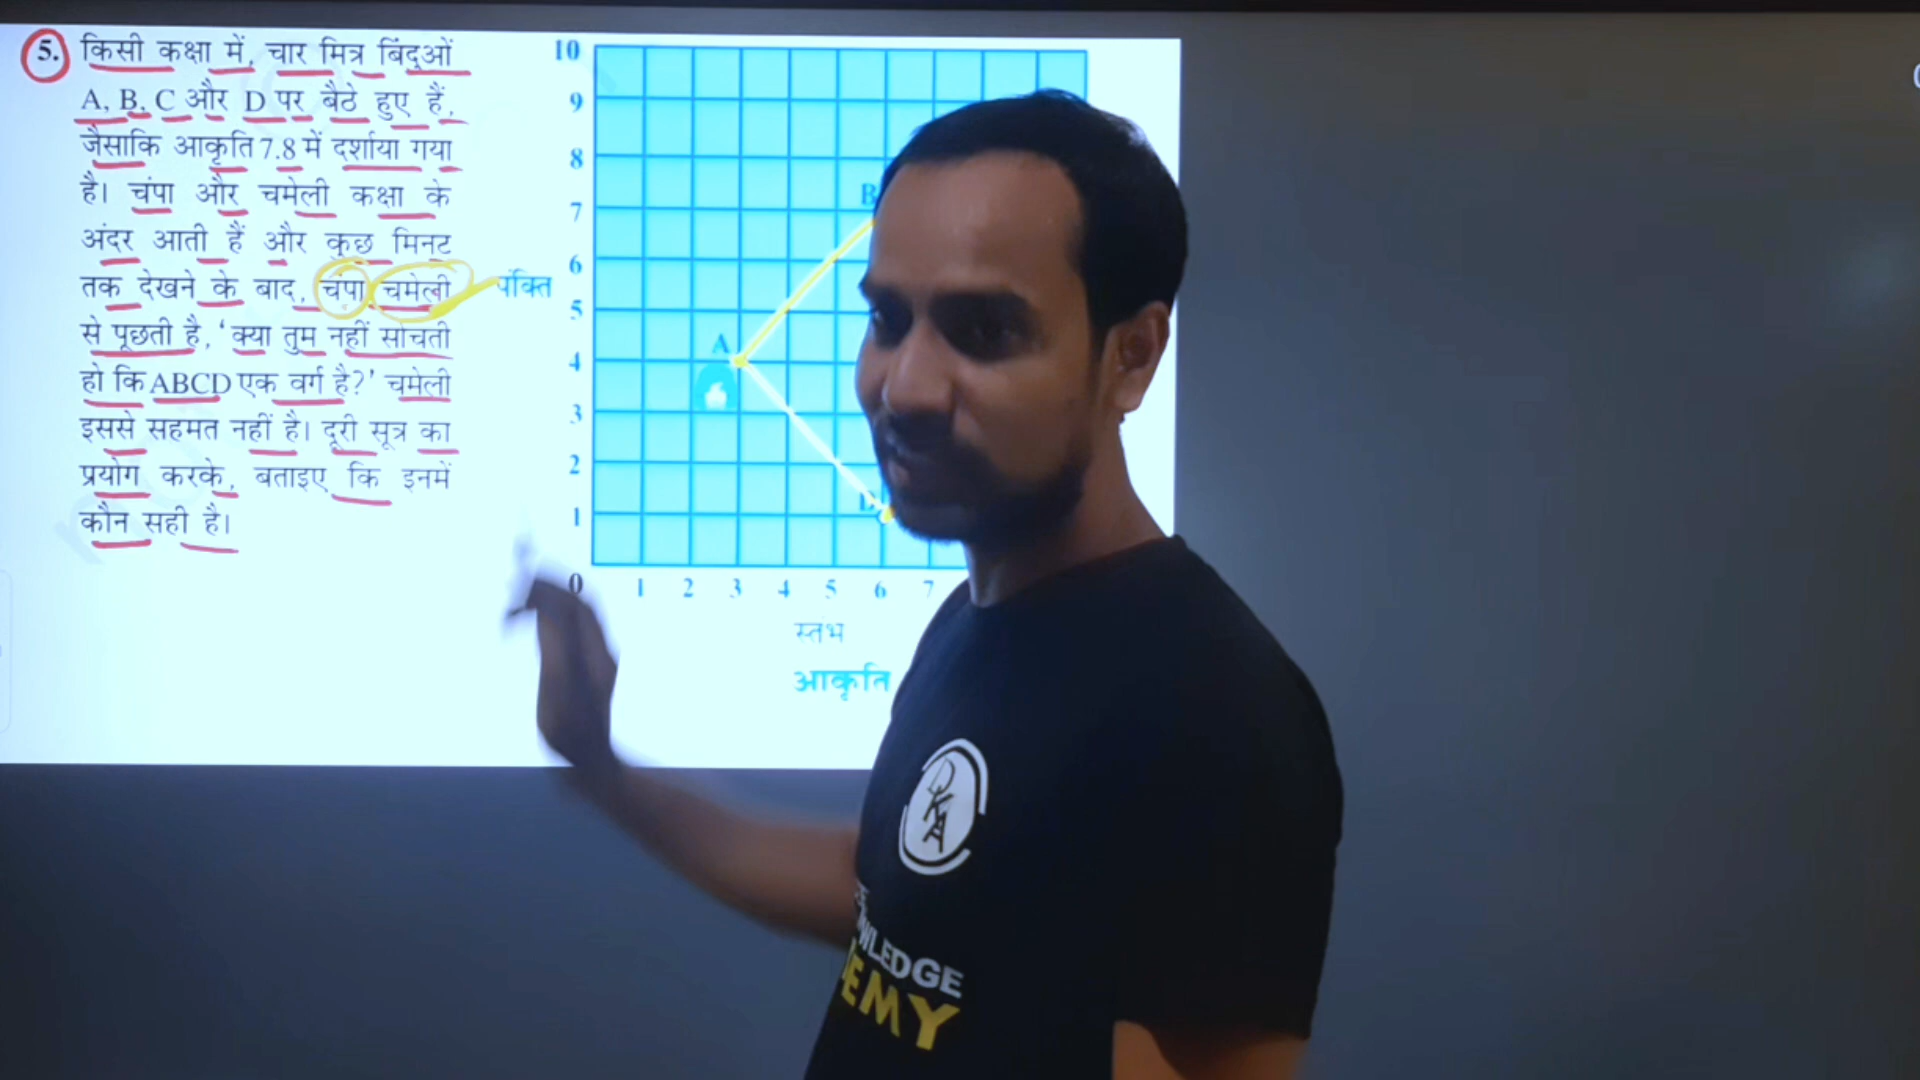 5. किसी कक्षा में, चार मित्र बिंदुओं
A, B, C और D पर बैठे हुए हैं,
जैसाकि आकृति 7.8 में दर्शाया गया
है। चंपा और चमेली कक्षा के
अंदर आती हैं और कुछ मिनट
तक देखने के बाद, चंपा चमेली
से पूछती है, ‘क्या तुम नहीं सोचती
हो कि ABCD एक वर्ग है?’ चमेली
इससे सहमत नहीं है। दूरी सूत्र का
प्रयोग करके, बताइए कि इनमें
कौन सही है।
10
9
8
B
7
6
पंक्ति
5
A
4
3
2
D
1
0 1 2 3 4 5 6 7
स्तंभ
आकृति
DKA
WLEDGE
EMY